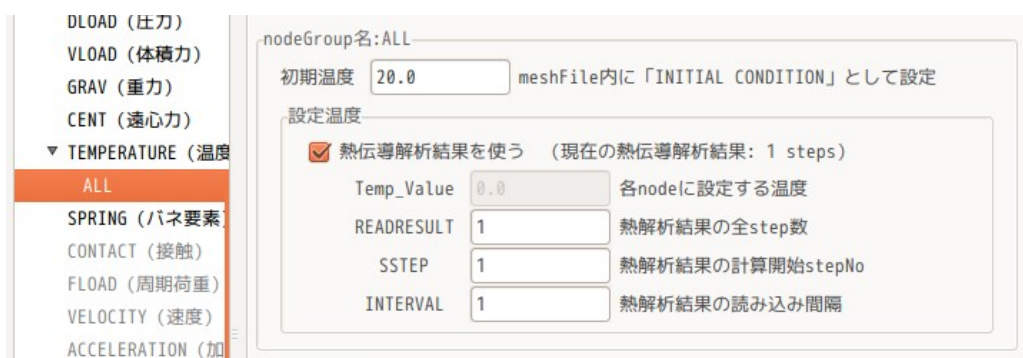 DLOAD (圧力)
VLOAD (体積力)
GRAV (重力)
CENT (遠心力)
▼ TEMPERATURE (温度
ALL
SPRING (バネ要素)
CONTACT (接触)
FLOAD (周期荷重)
VELOCITY (速度)
ACCELERATION (加
nodeGroup名:ALL
初期温度 20.0 meshFile内に「INITIAL CONDITION」として設定
設定温度
熱伝導解析結果を使う (現在の熱伝導解析結果: 1 steps)
Temp_Value 0.0 各nodeに設定する温度
READRESULT 1 熱解析結果の全step数
SSTEP 1 熱解析結果の計算開始stepNo
INTERVAL 1 熱解析結果の読み込み間隔